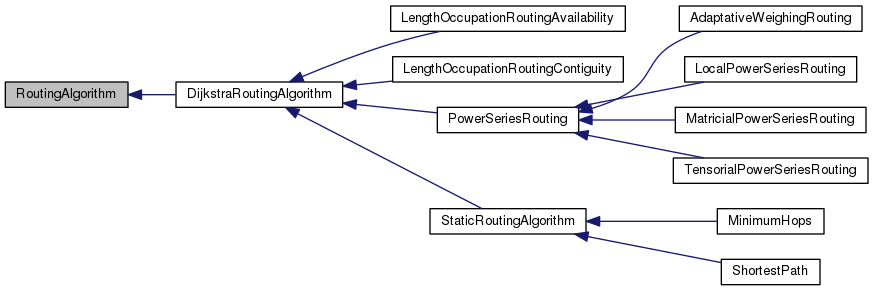 RoutingAlgorithm
DijkstraRoutingAlgorithm
LengthOccupationRoutingAvailability
LengthOccupationRoutingContiguity
PowerSeriesRouting
AdaptativeWeighingRouting
LocalPowerSeriesRouting
MatricialPowerSeriesRouting
TensorialPowerSeriesRouting
StaticRoutingAlgorithm
MinimumHops
ShortestPath